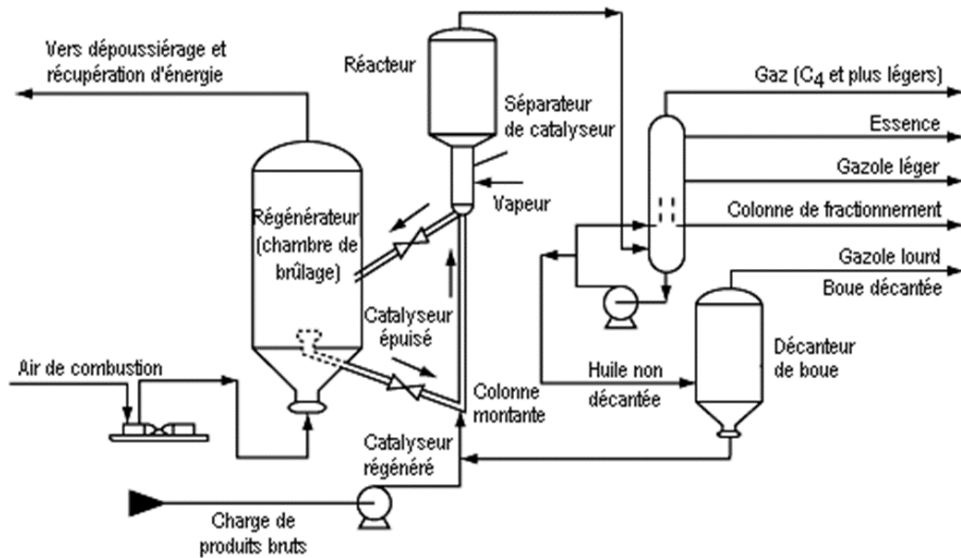 Vers dépoussiérage et
récupération d'énergie
Réacteur
Séparateur
de catalyseur
Vapeur
Gaz (C4 et plus légers)
Essence
Gazole léger
Colonne de fractionnement
Gazole lourd
Boue décantée
Régénérateur
(chambre de
brûlage)
Catalyseur
épuisé
Air de combustion
Colonne
montante
Huile non
décantée
Décanteur
de boue
Catalyseur
régénéré
Charge de
produits bruts